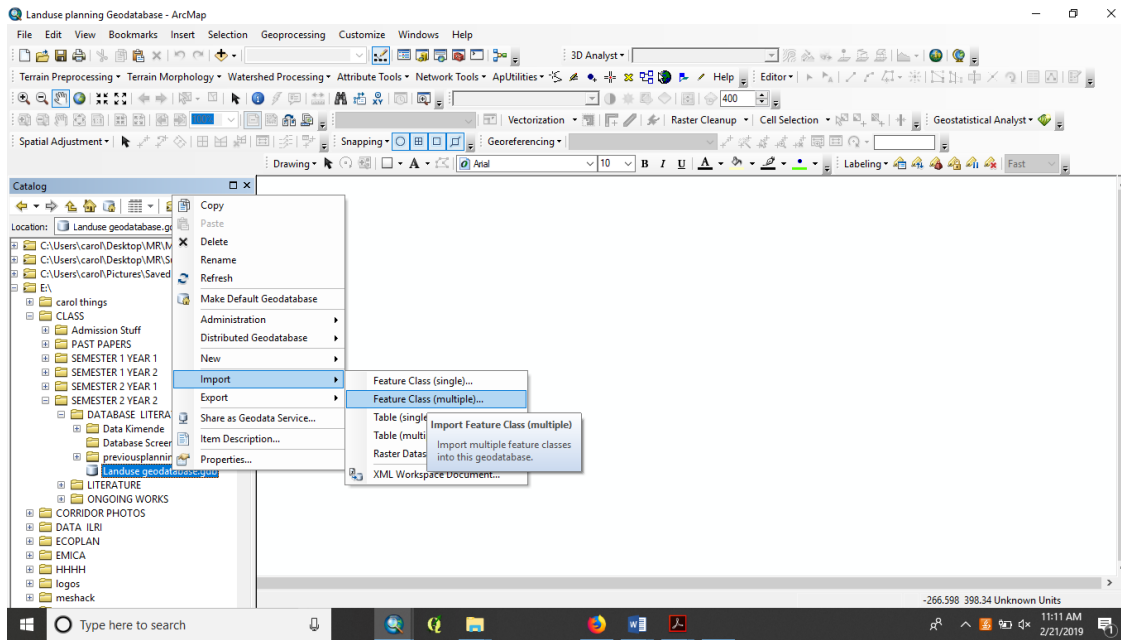 Landuse planning Geodatabase - ArcMap
File Edit View Bookmarks Insert Selection Geoprocessing Customize Windows Help
3D Analyst
Terrain Preprocessing Terrain Morphology Watershed Processing Attribute Tools Network Tools ApUtilities Help Editor
400
Vectorization Raster Cleanup Cell Selection Geostatistical Analyst
Spatial Adjustment Snapping Georeferencing
Drawing A Arial 10 B I U A Labeling Fast
Catalog
Location: Landuse geodatabase.gd
C:\Users\carol\Desktop\MR\M
C:\Users\carol\Desktop\MR\S
C:\Users\carol\Pictures\Saved
E:\
carol things
CLASS
Admission Stuff
PAST PAPERS
SEMESTER 1 YEAR 1
SEMESTER 1 YEAR 2
SEMESTER 2 YEAR 1
SEMESTER 2 YEAR 2
DATABASE LITERA
Data Kimende
Database Screer
previousplannin
Landuse geodatabase.gdb
LITERATURE
ONGOING WORKS
CORRIDOR PHOTOS
DATA ILRI
ECOPLAN
EMICA
HHHH
logos
meshack
Copy
Paste
Delete
Rename
Refresh
Make Default Geodatabase
Administration
Distributed Geodatabase
New
Import
Export
Share as Geodata Service...
Item Description...
Properties...
Feature Class (single)...
Feature Class (multiple)...
Table (single
Table (multi
Raster Datas
XML Workspace Document...
Import Feature Class (multiple)
Import multiple feature classes
into this geodatabase.
-266.598 398.34 Unknown Units
Type here to search
11:11 AM
2/21/2019